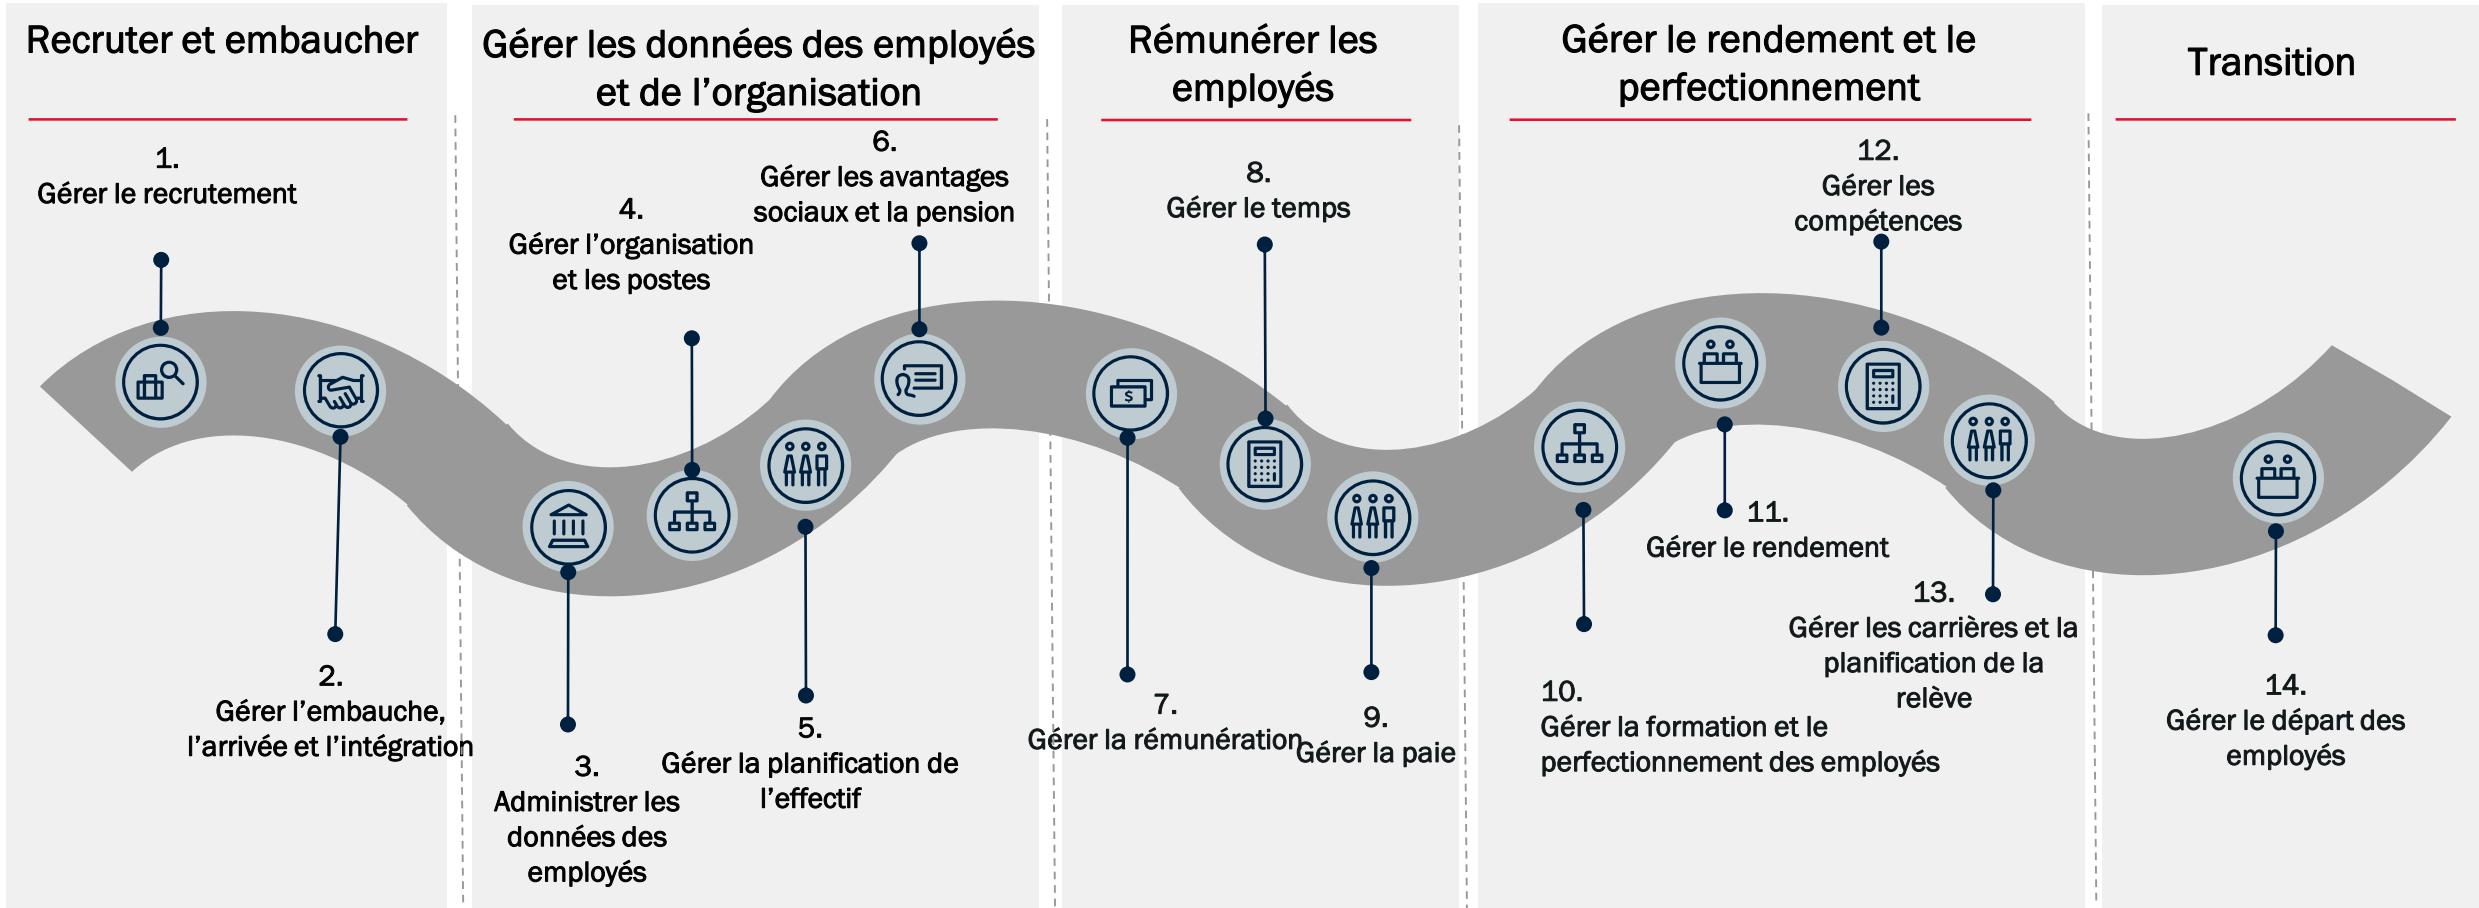 Recruter et embaucher
1.
Gérer le recrutement
2.
Gérer l’embauche,
l’arrivée et l’intégration
Gérer les données des employés
et de l’organisation
3.
Administrer les
données des
employés
4.
Gérer l’organisation
et les postes
5.
Gérer la planification de
l’effectif
6.
Gérer les avantages
sociaux et la pension
Rémunérer les
employés
7.
Gérer la rémunération
$
8.
Gérer le temps
9.
Gérer la paie
Gérer le rendement et le
perfectionnement
10.
Gérer la formation et le
perfectionnement des employés
11.
Gérer le rendement
12.
Gérer les
compétences
13.
Gérer les carrières et la
planification de la
relève
Transition
14.
Gérer le départ des
employés